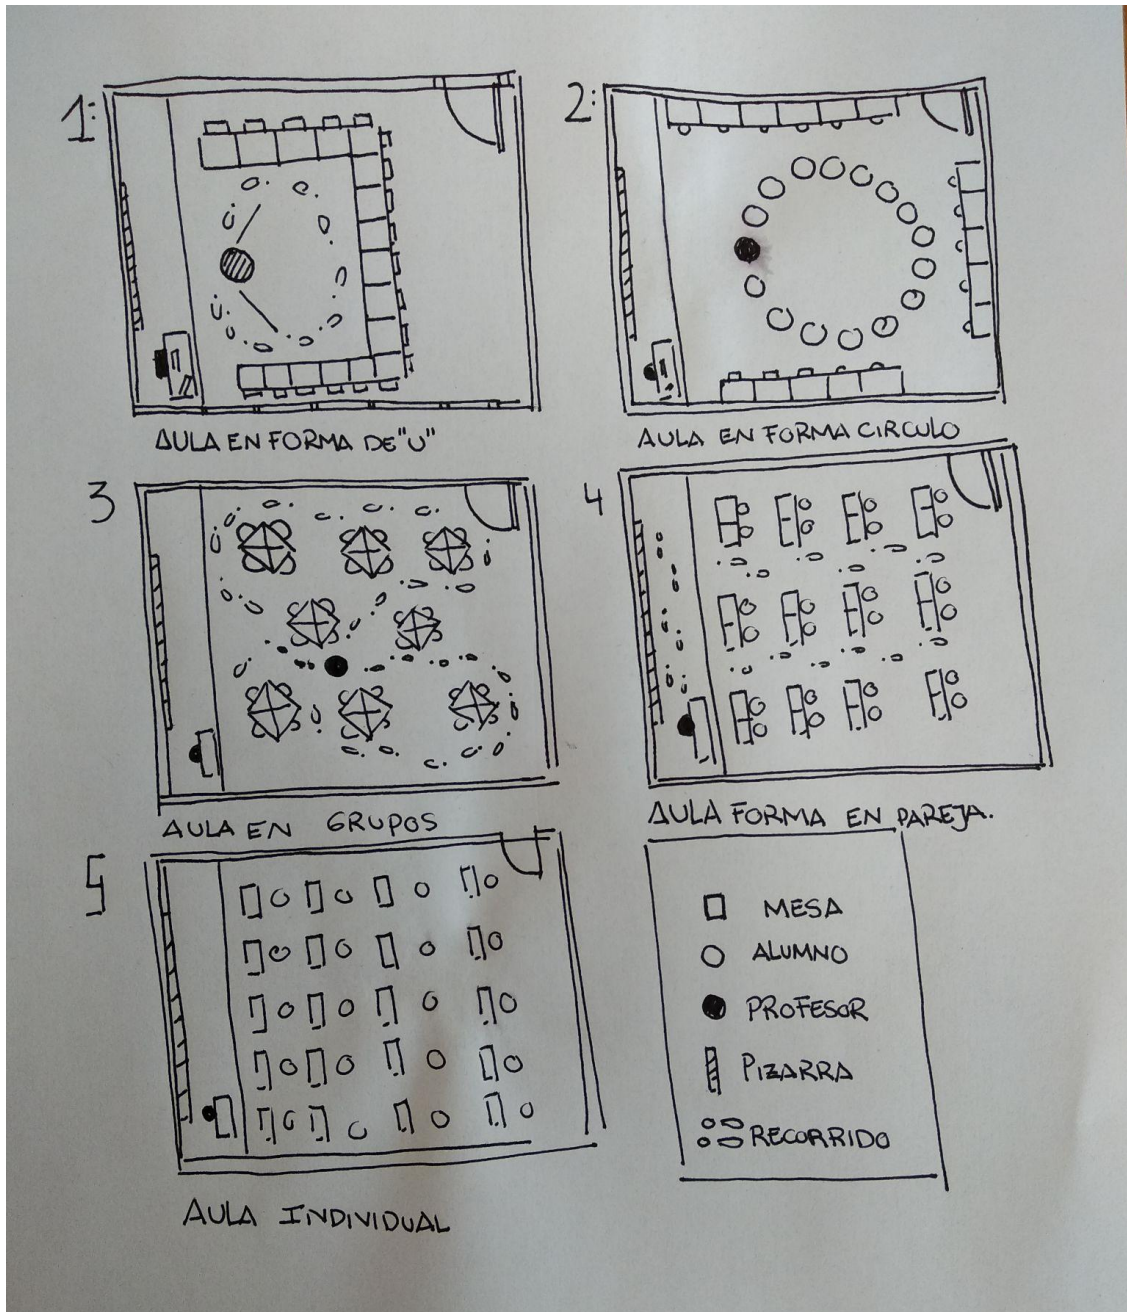 1:
AULA EN FORMA DE "U"
2:
AULA EN FORMA CIRCULO
3
AULA EN GRUPOS
4
AULA FORMA EN PAREJA.
5
AULA INDIVIDUAL
MESA
ALUMNO
PROFESOR
PIZARRA
RECORRIDO